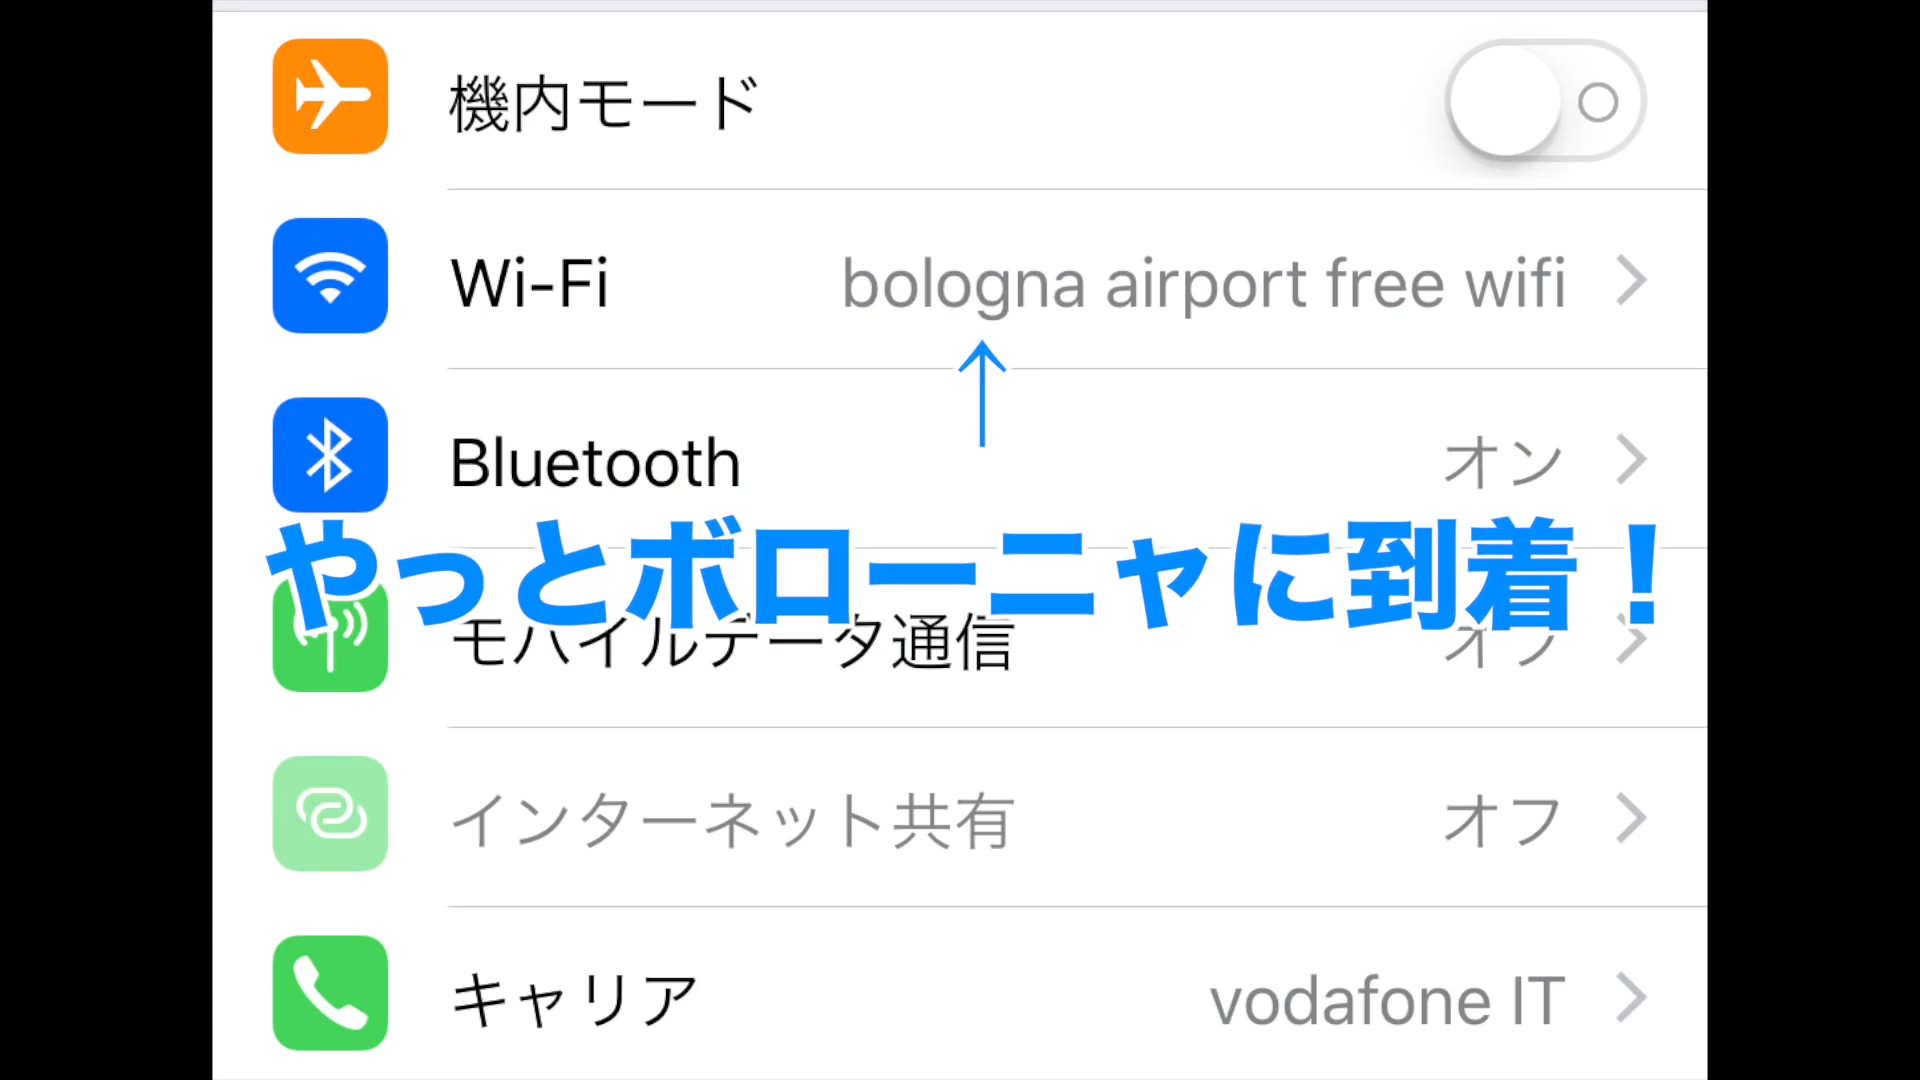 機内モード
Wi-Fi bologna airport free wifi
↑
Bluetooth オン
やっとボローニャに到着！
モバイルデータ通信 オフ
インターネット共有 オフ
キャリア vodafone IT